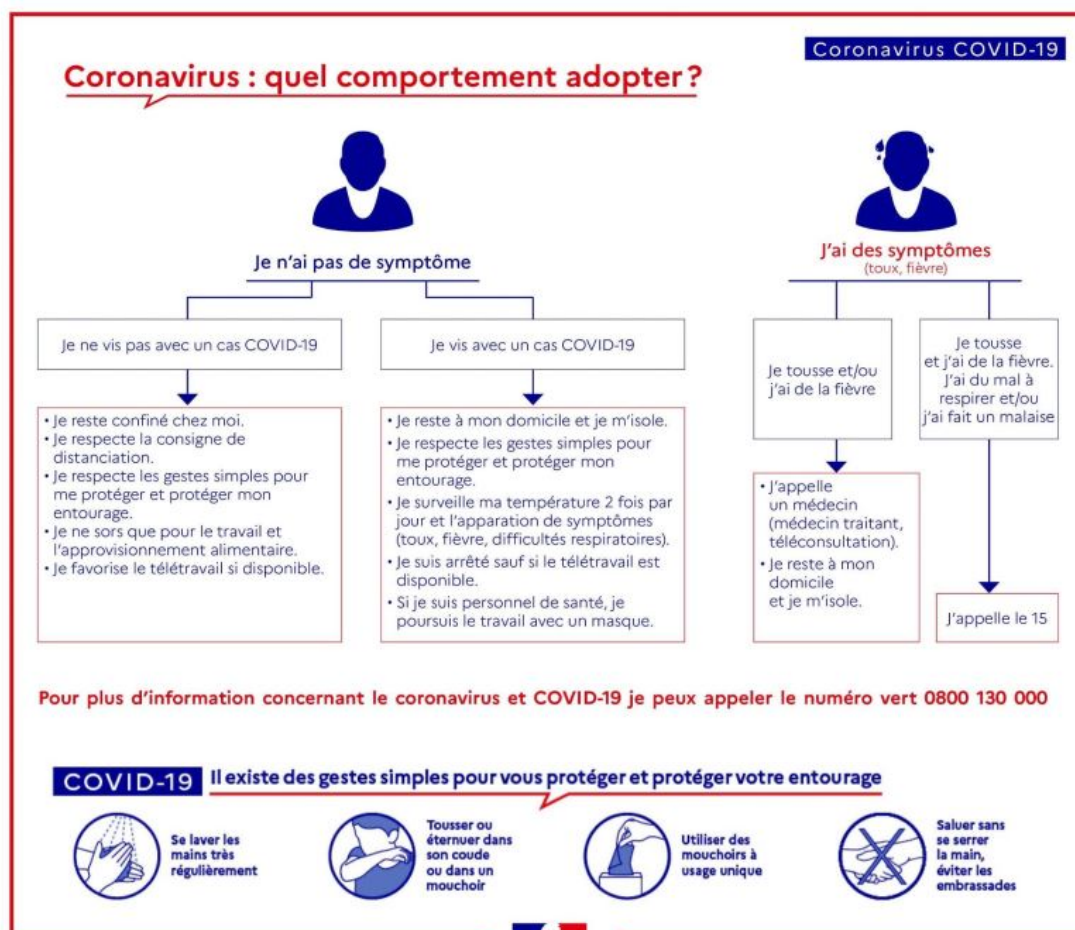 Coronavirus COVID-19
Coronavirus : quel comportement adopter ?
Je n'ai pas de symptôme
J'ai des symptômes
(toux, fièvre)
Je ne vis pas avec un cas COVID-19
Je vis avec un cas COVID-19
Je tousse et/ou
j'ai de la fièvre
Je tousse
et j'ai de la fièvre.
J'ai du mal à
respirer et/ou
j'ai fait un malaise
• Je reste confiné chez moi.
• Je respecte la consigne de
distanciation.
• Je respecte les gestes simples pour
me protéger et protéger mon
entourage.
• Je ne sors que pour le travail et
l'approvisionnement alimentaire.
• Je favorise le télétravail si disponible.
• Je reste à mon domicile et je m'isole.
• Je respecte les gestes simples pour
me protéger et protéger mon
entourage.
• Je surveille ma température 2 fois par
jour et l'apparation de symptômes
(toux, fièvre, difficultés respiratoires).
• Je suis arrêté sauf si le télétravail est
disponible.
• Si je suis personnel de santé, je
poursuis le travail avec un masque.
• J'appelle
un médecin
(médecin traitant,
téléconsultation).
• Je reste à mon
domicile
et je m'isole.
J'appelle le 15
Pour plus d'information concernant le coronavirus et COVID-19 je peux appeler le numéro vert 0800 130 000
COVID-19 Il existe des gestes simples pour vous protéger et protéger votre entourage
Se laver les
mains très
régulièrement
Tousser ou
éternuer dans
son coude
ou dans un
mouchoir
Utiliser des
mouchoirs à
usage unique
Saluer sans
se serrer
la main,
éviter les
embrassades